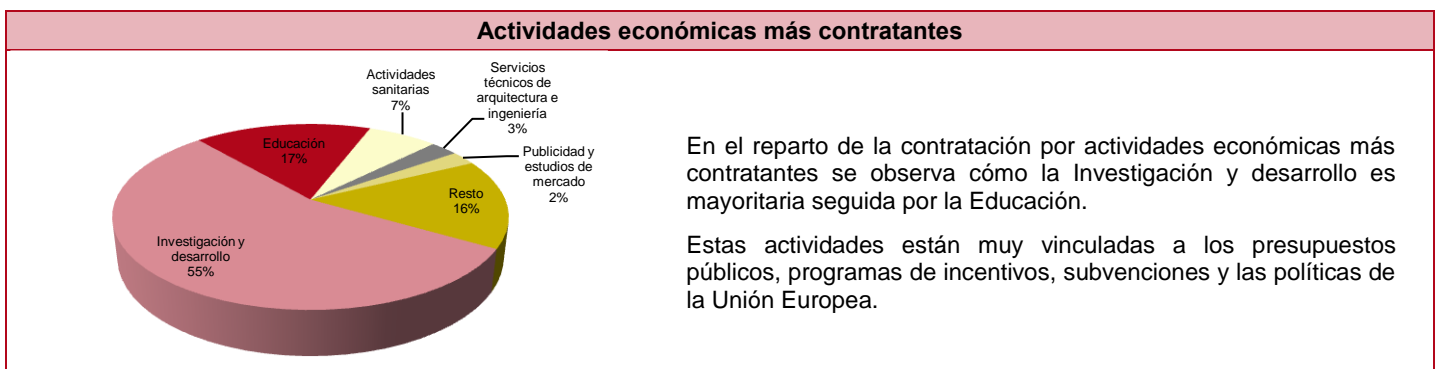 Actividades económicas más contratantes
Actividades
sanitarias
7%
Servicios
técnicos de
arquitectura e
ingeniería
3%
Publicidad y
estudios de
mercado
2%
Educación
17%
Resto
16%
Investigación y
desarrollo
55%
En el reparto de la contratación por actividades económicas más
contratantes se observa cómo la Investigación y desarrollo es
mayoritaria seguida por la Educación.
Estas actividades están muy vinculadas a los presupuestos
públicos, programas de incentivos, subvenciones y las políticas de
la Unión Europea.